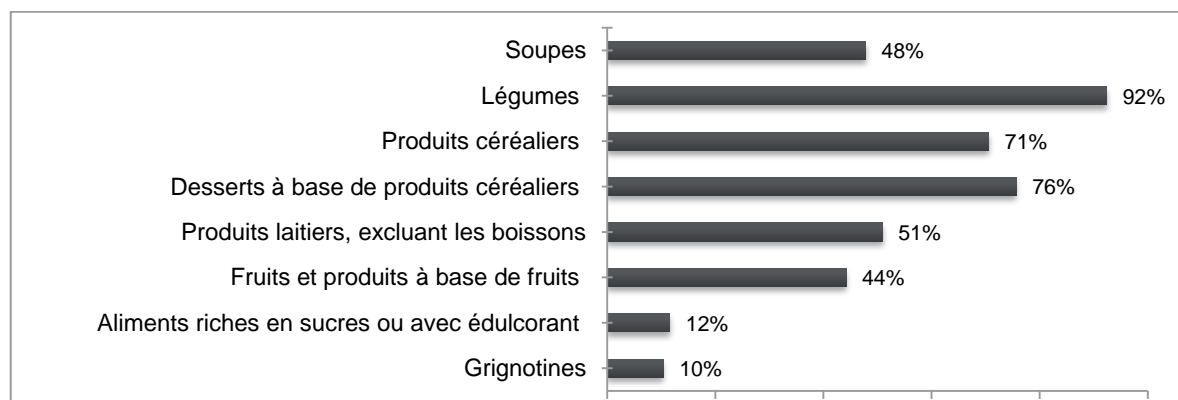 Soupes 48%
Légumes 92%
Produits céréaliers 71%
Desserts à base de produits céréaliers 76%
Produits laitiers, excluant les boissons 51%
Fruits et produits à base de fruits 44%
Aliments riches en sucres ou avec édulcorant 12%
Grignotines 10%